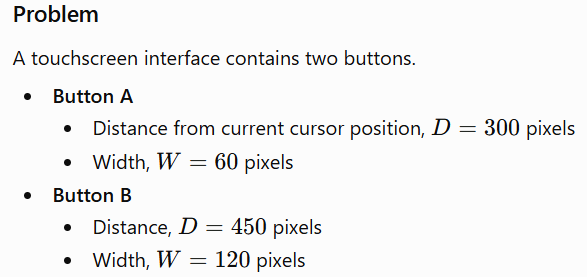 Problem
A touchscreen interface contains two buttons.
• Button A
• Distance from current cursor position, D = 300 pixels
• Width, W = 60 pixels
• Button B
• Distance, D = 450 pixels
• Width, W = 120 pixels